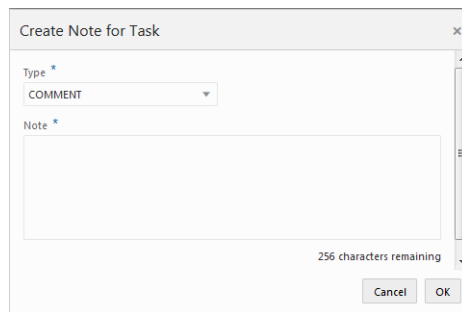 Create Note for Task
×
Type *
COMMENT
Note *
256 characters remaining
Cancel OK